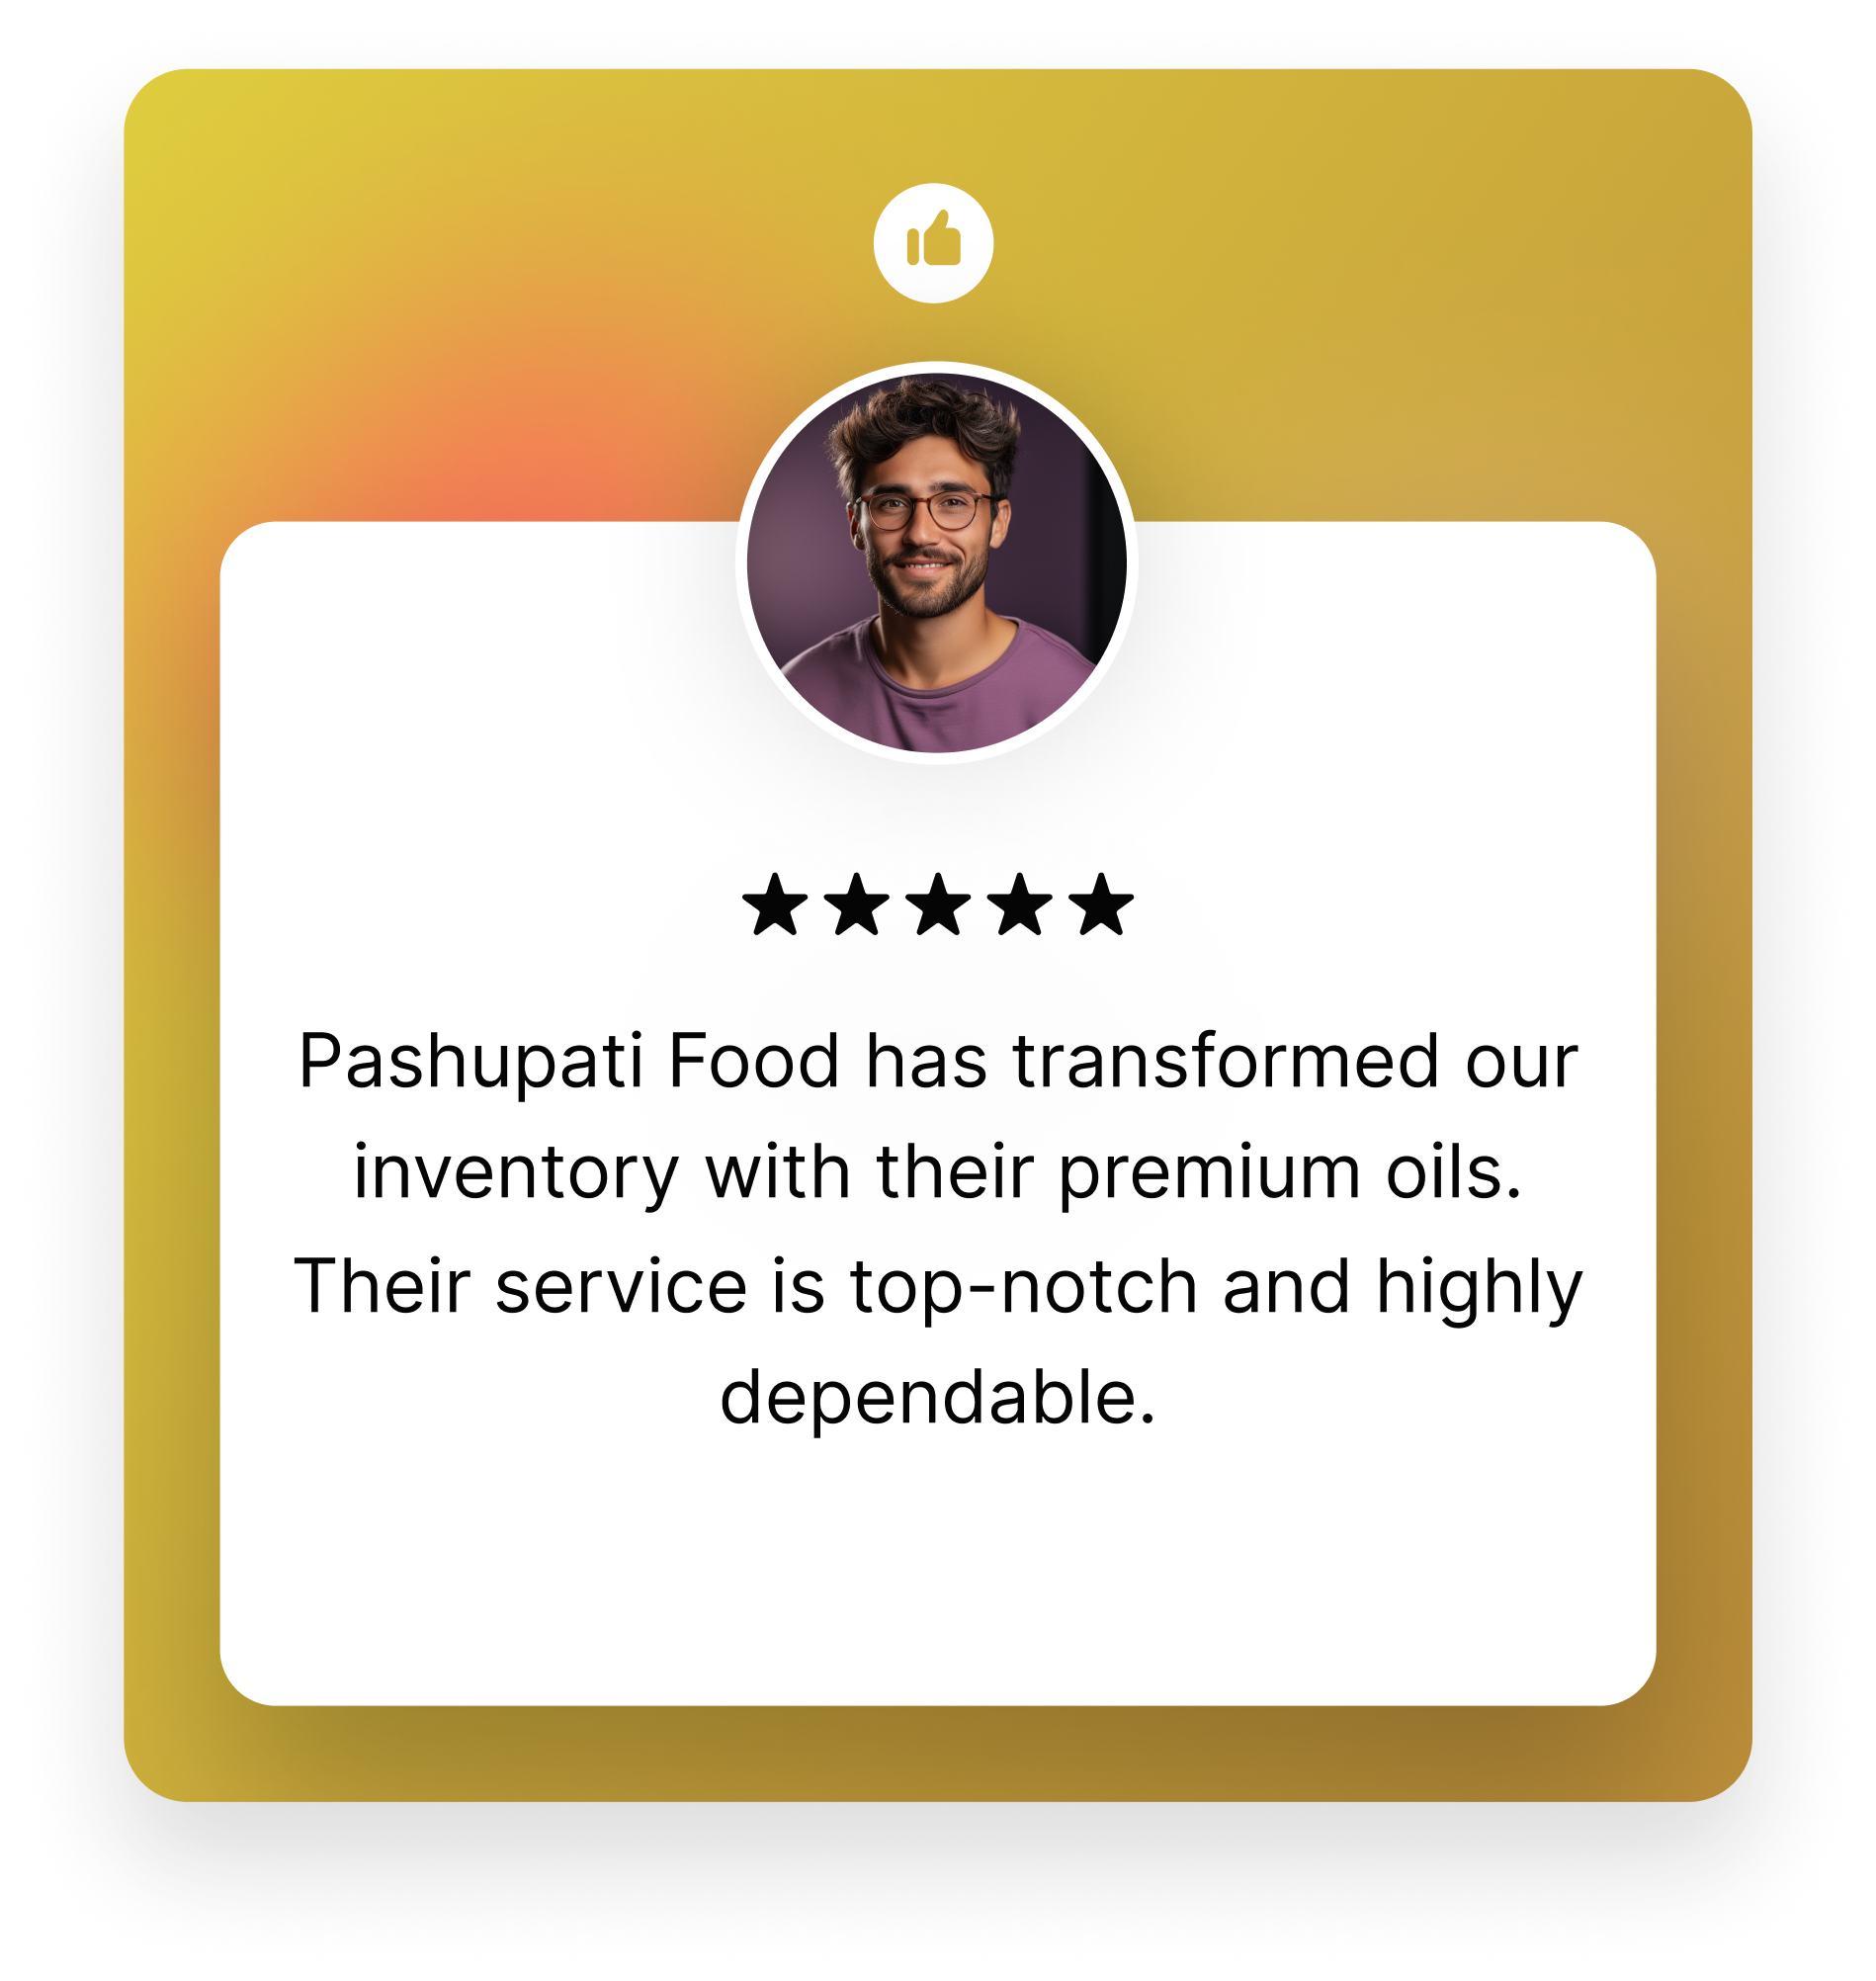 Pashupati Food has transformed our
inventory with their premium oils.
Their service is top-notch and highly
dependable.